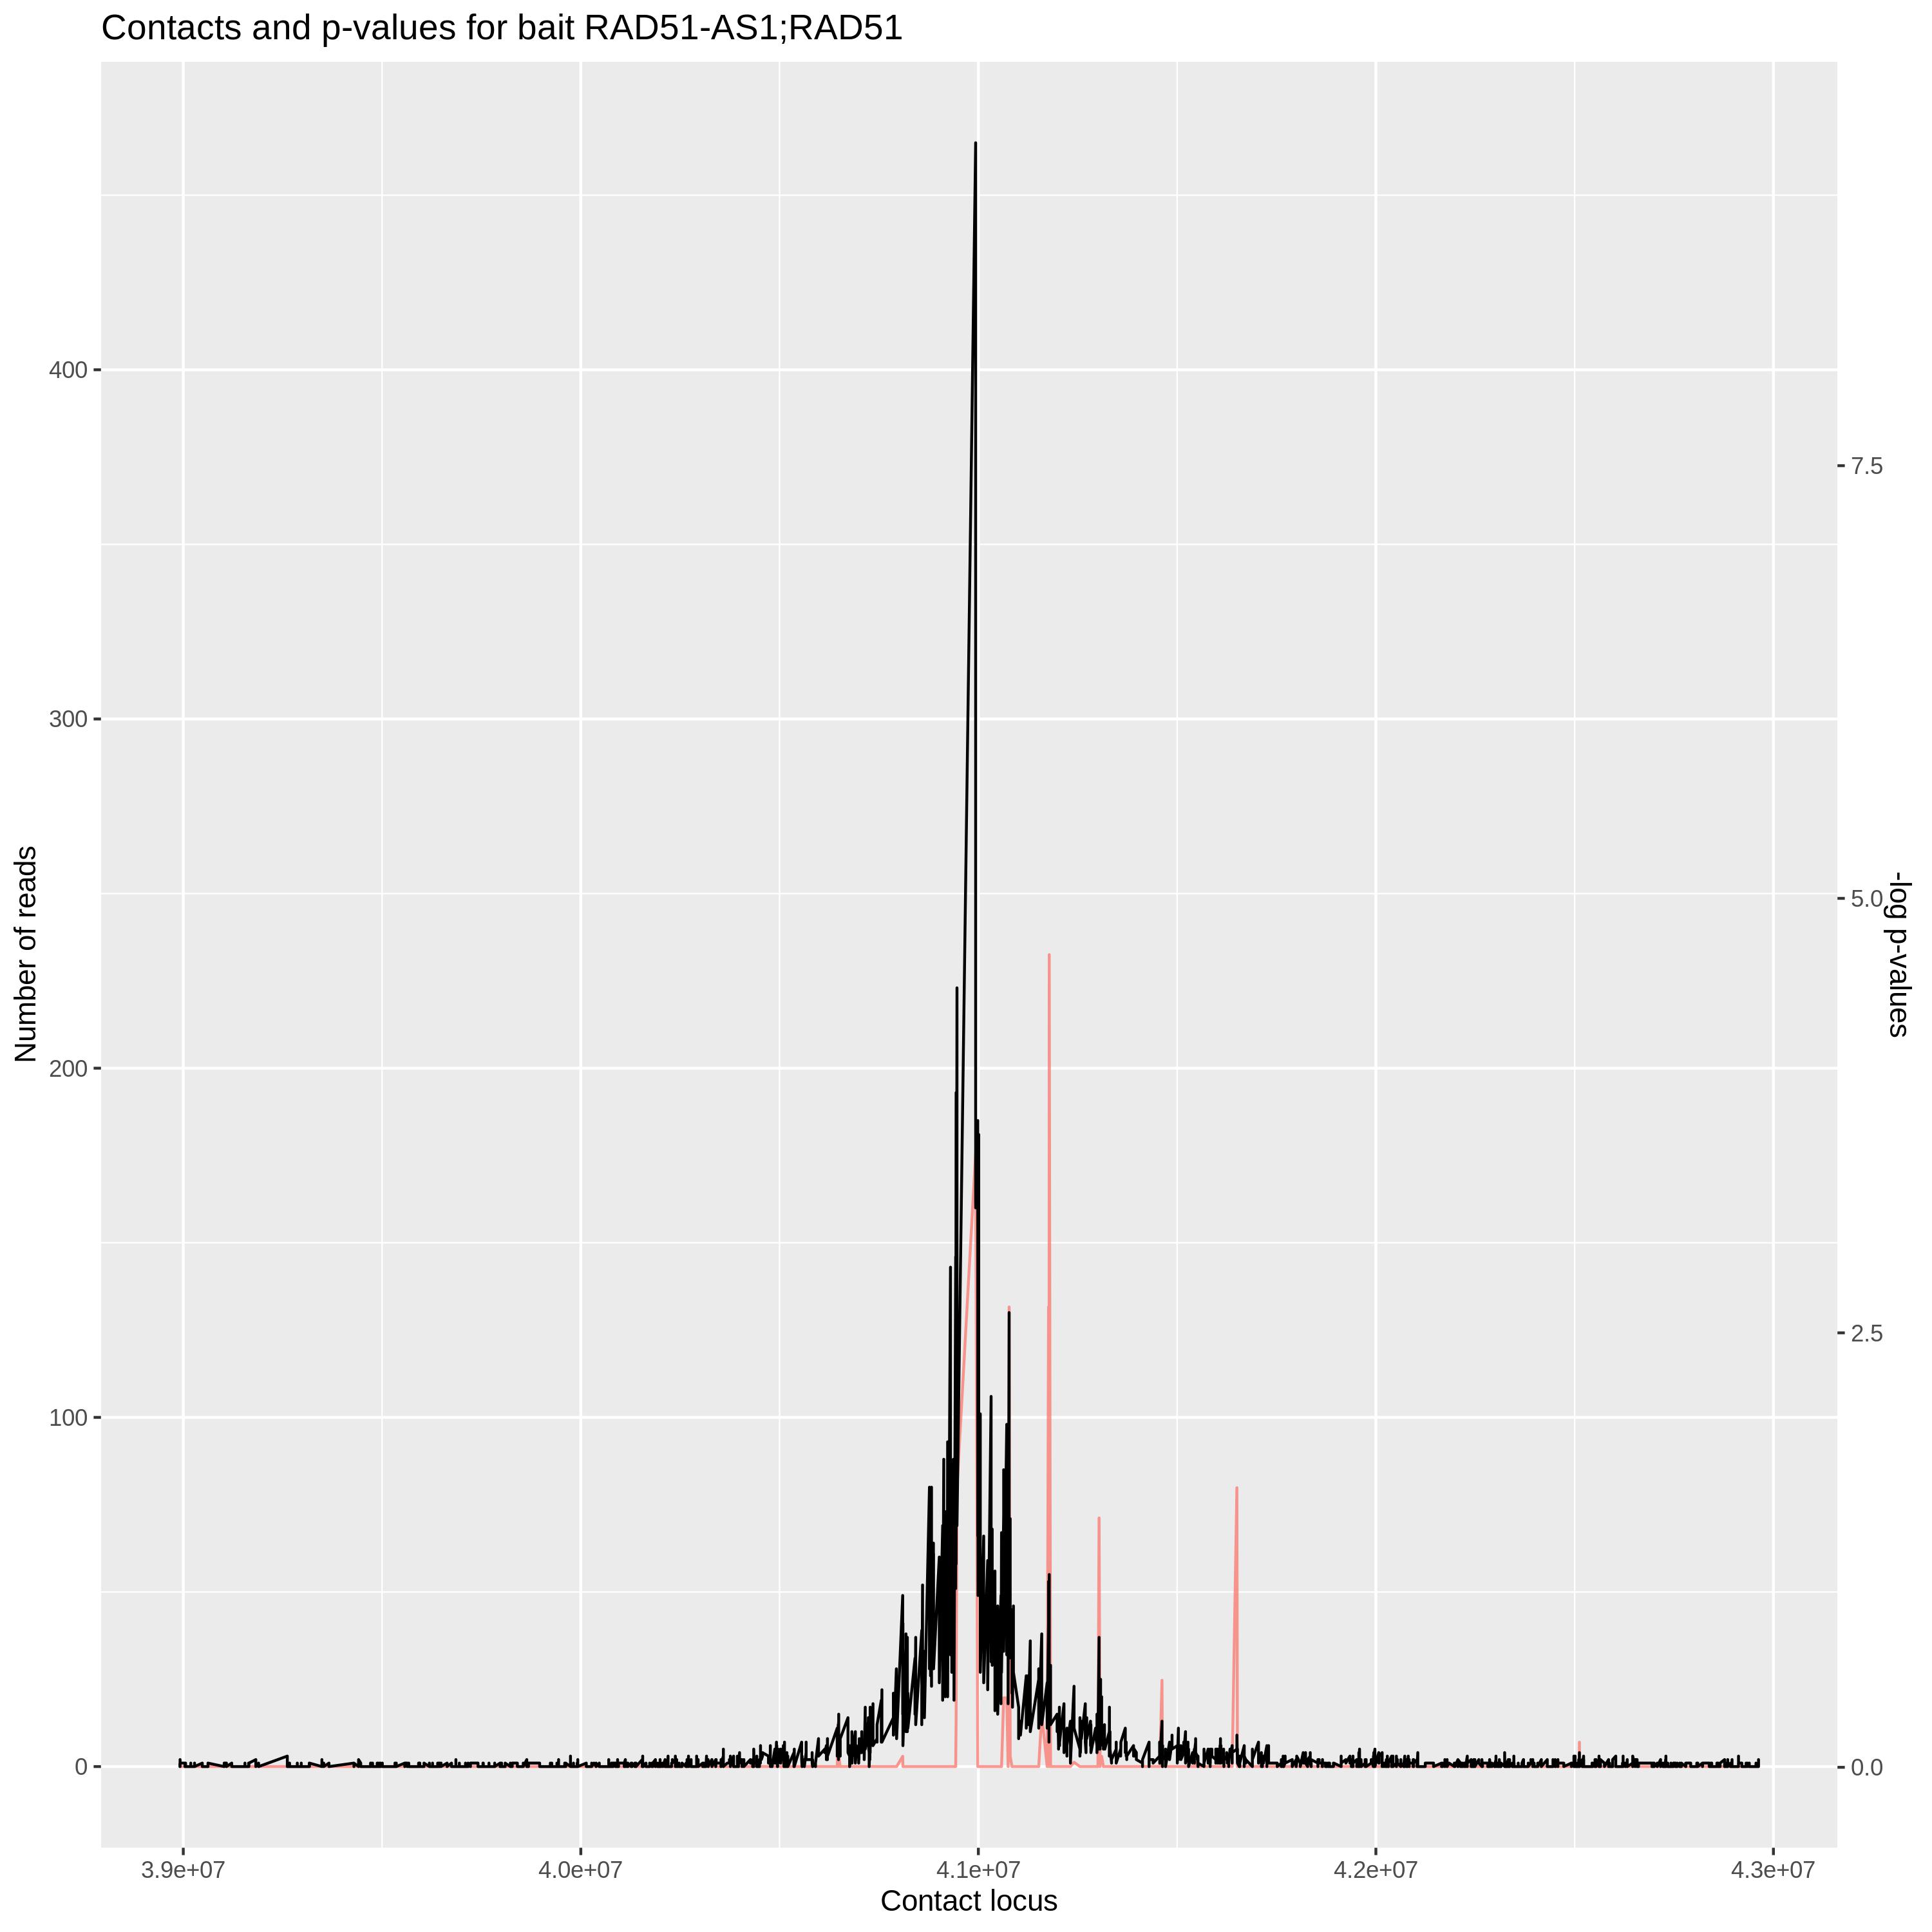 Contacts and p-values for bait RAD51-AS1;RAD51
400
300
200
100
0
Number of reads
7.5
5.0
2.5
0.0
-log p-values
3.9e+07
4.0e+07
4.1e+07
4.2e+07
4.3e+07
Contact locus